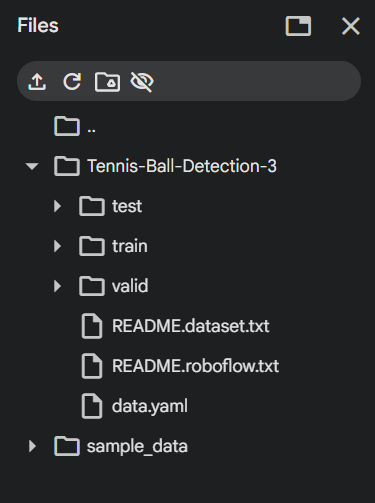 Files
..
Tennis-Ball-Detection-3
test
train
valid
README.dataset.txt
README.roboflow.txt
data.yaml
sample_data